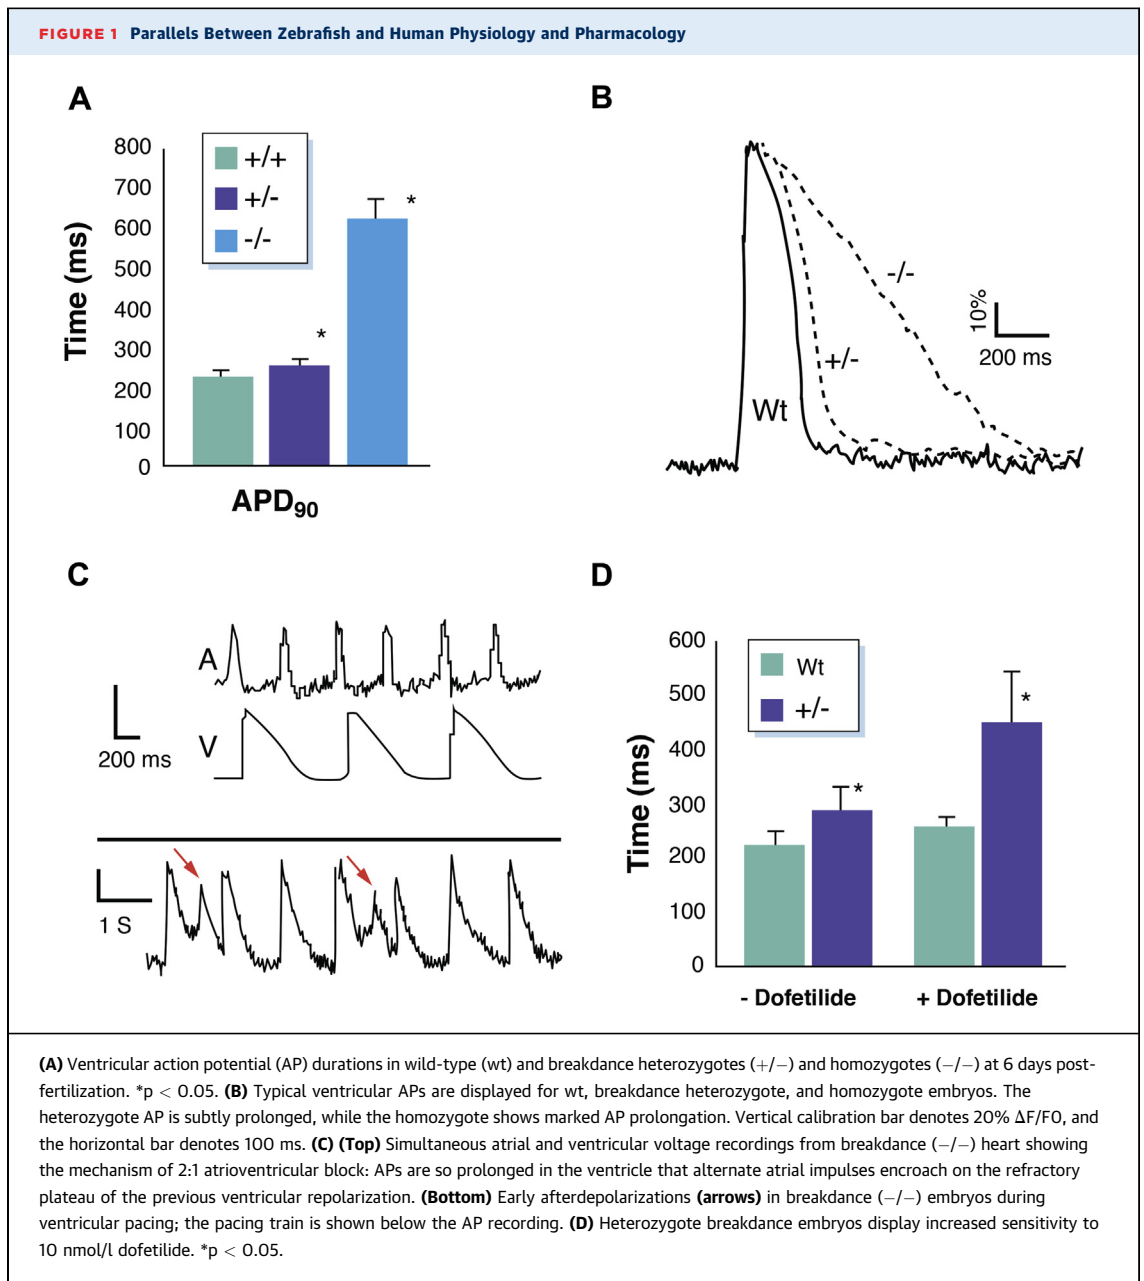 FIGURE 1 Parallels Between Zebrafish and Human Physiology and Pharmacology
A
800
700
600
500
400
300
200
100
0
Time (ms)
+/+
+/-
-/-
*
*
APD90
B
-/-
+/-
Wt
10%
200 ms
C
A
V
200 ms
1 S
D
600
500
400
300
200
100
0
Time (ms)
Wt
+/-
*
*
- Dofetilide
+ Dofetilide
(A) Ventricular action potential (AP) durations in wild-type (wt) and breakdance heterozygotes (+/−) and homozygotes (−/−) at 6 days post-
fertilization. *p < 0.05. (B) Typical ventricular APs are displayed for wt, breakdance heterozygote, and homozygote embryos. The
heterozygote AP is subtly prolonged, while the homozygote shows marked AP prolongation. Vertical calibration bar denotes 20% ΔF/F0, and
the horizontal bar denotes 100 ms. (C) (Top) Simultaneous atrial and ventricular voltage recordings from breakdance (−/−) heart showing
the mechanism of 2:1 atrioventricular block: APs are so prolonged in the ventricle that alternate atrial impulses encroach on the refractory
plateau of the previous ventricular repolarization. (Bottom) Early afterdepolarizations (arrows) in breakdance (−/−) embryos during
ventricular pacing; the pacing train is shown below the AP recording. (D) Heterozygote breakdance embryos display increased sensitivity to
10 nmol/l dofetilide. *p < 0.05.